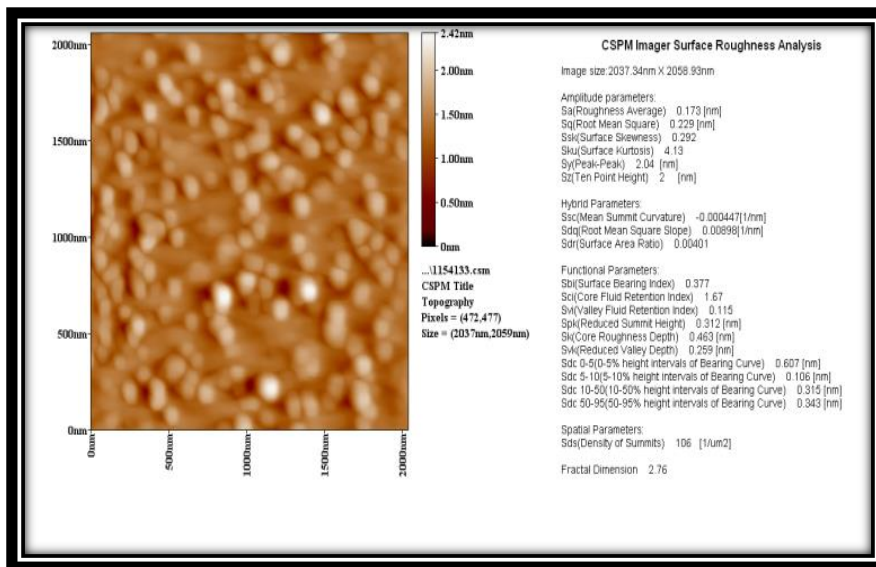 2000nm
1500nm
1000nm
500nm
0nm
0nm
500nm
1000nm
1500nm
2000nm
2.42nm
2.00nm
1.50nm
1.00nm
0.50nm
0nm
...\1154133.csm
CSPM Title
Topography
Pixels = (472,477)
Size = (2037nm,2059nm)
CSPM Imager Surface Roughness Analysis
Image size:2037.34nm X 2058.93nm
Amplitude parameters:
Sa(Roughness Average) 0.173 [nm]
Sq(Root Mean Square) 0.229 [nm]
Ssk(Surface Skewness) 0.292
Sku(Surface Kurtosis) 4.13
Sy(Peak-Peak) 2.04 [nm]
Sz(Ten Point Height) 2 [nm]
Hybrid Parameters:
Ssc(Mean Summit Curvature) -0.000447[1/nm]
Sdq(Root Mean Square Slope) 0.00898[1/nm]
Sdr(Surface Area Ratio) 0.00401
Functional Parameters:
Sbi(Surface Bearing Index) 0.377
Sci(Core Fluid Retention Index) 1.67
Svi(Valley Fluid Retention Index) 0.115
Spk(Reduced Summit Height) 0.312 [nm]
Sk(Core Roughness Depth) 0.463 [nm]
Svk(Reduced Valley Depth) 0.259 [nm]
Sdc 0-5(0-5% height intervals of Bearing Curve) 0.607 [nm]
Sdc 5-10(5-10% height intervals of Bearing Curve) 0.106 [nm]
Sdc 10-50(10-50% height intervals of Bearing Curve) 0.315 [nm]
Sdc 50-95(50-95% height intervals of Bearing Curve) 0.343 [nm]
Spatial Parameters:
Sds(Density of Summits) 106 [1/um2]
Fractal Dimension 2.76